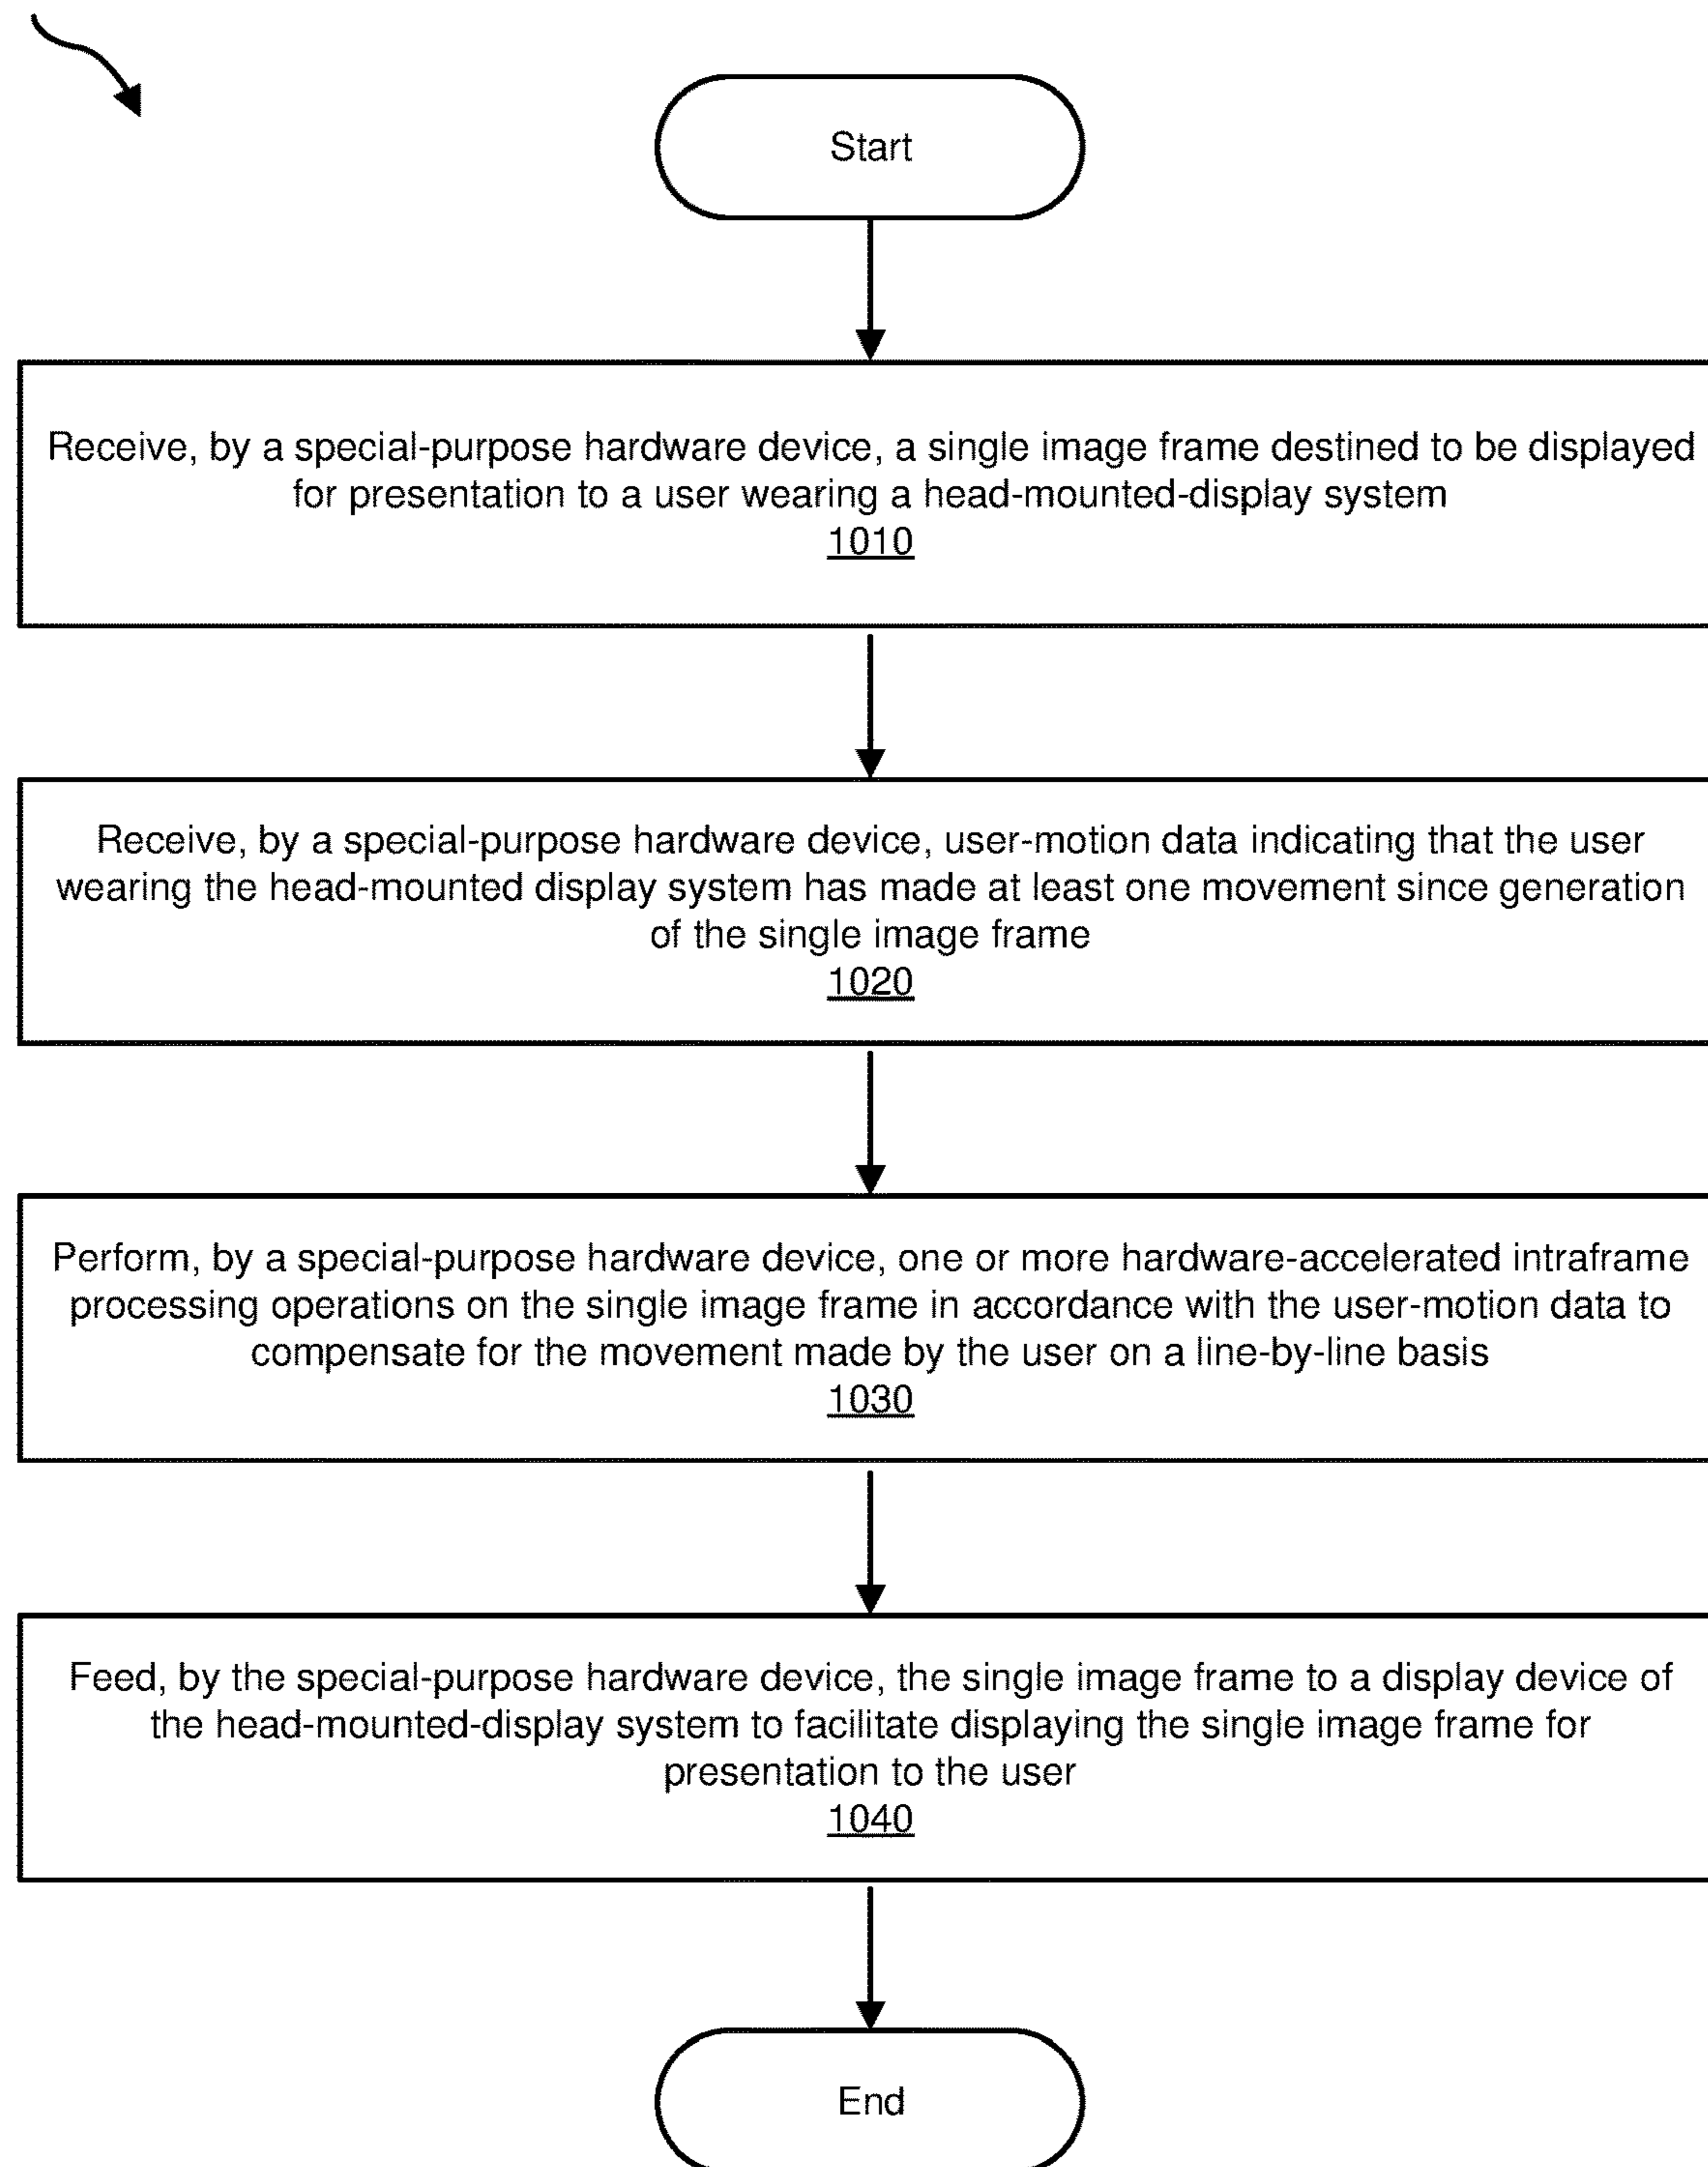 Start
Receive, by a special-purpose hardware device, a single image frame destined to be displayed
for presentation to a user wearing a head-mounted-display system
1010
Receive, by a special-purpose hardware device, user-motion data indicating that the user
wearing the head-mounted display system has made at least one movement since generation
of the single image frame
1020
Perform, by a special-purpose hardware device, one or more hardware-accelerated intraframe
processing operations on the single image frame in accordance with the user-motion data to
compensate for the movement made by the user on a line-by-line basis
1030
Feed, by the special-purpose hardware device, the single image frame to a display device of
the head-mounted-display system to facilitate displaying the single image frame for
presentation to the user
1040
End